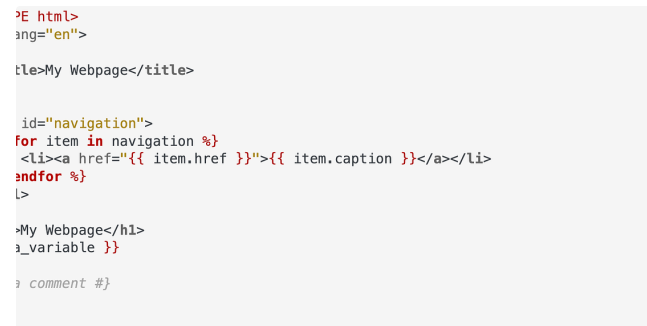 PE html>
ang="en">
tle>My Webpage</title>
id="navigation">
for item in navigation %}
<li><a href="{{ item.href }}">{{ item.caption }}</a></li>
endfor %}
l>
>My Webpage</h1>
a_variable }}
a comment #}